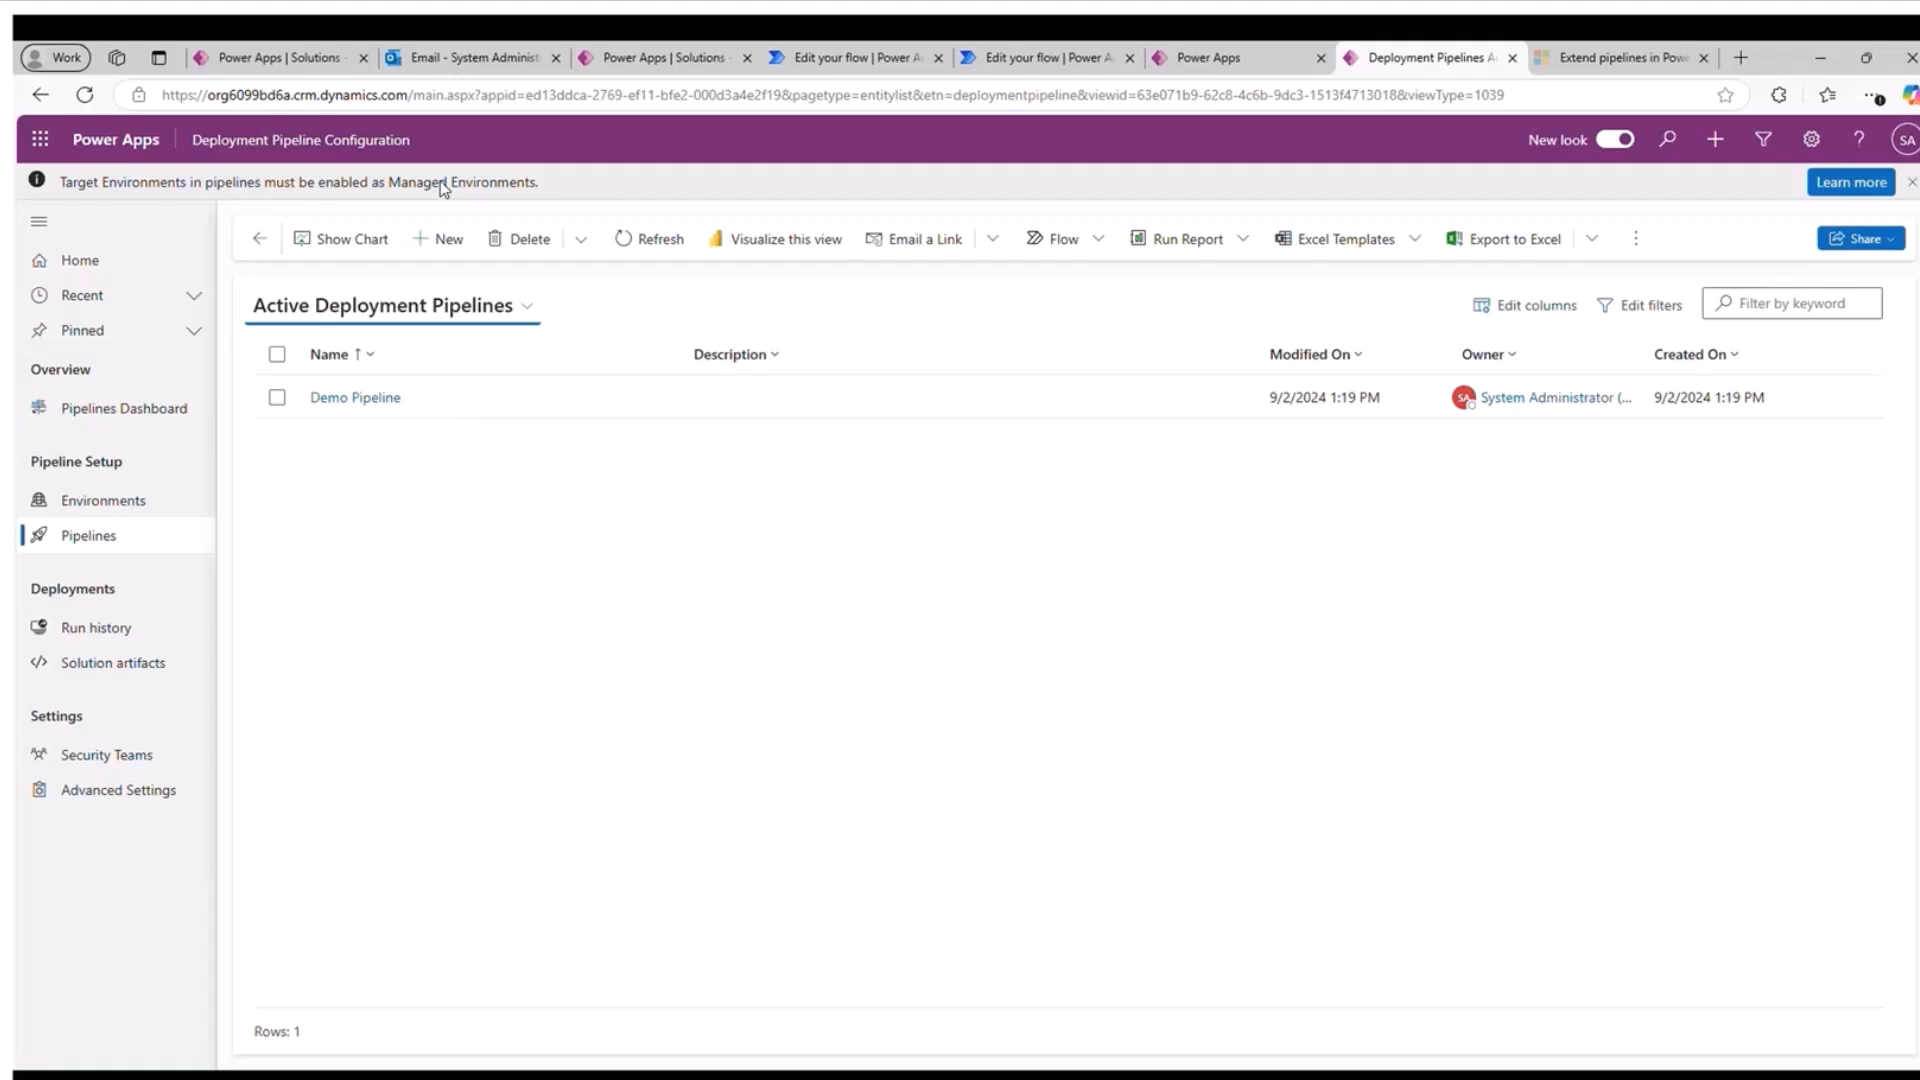 Work
Power Apps | Solutions
Email - System Administ
Power Apps | Solutions
Edit your flow | Power A
Edit your flow | Power A
Power Apps
Deployment Pipelines A
Extend pipelines in Pow
https://org6099bd6a.crm.dynamics.com/main.aspx?appid=ed13ddca-2769-ef11-bfe2-000d3a4e2f19&pagetype=entitylist&etn=deploymentpipeline&viewid=63e071b9-62c8-4c6b-9dc3-1513f4713018&viewType=1039
Power Apps
Deployment Pipeline Configuration
New look
SA
Target Environments in pipelines must be enabled as Managed Environments.
Learn more
Show Chart
New
Delete
Refresh
Visualize this view
Email a Link
Flow
Run Report
Excel Templates
Export to Excel
Share
Home
Recent
Pinned
Overview
Pipelines Dashboard
Pipeline Setup
Environments
Pipelines
Deployments
Run history
Solution artifacts
Settings
Security Teams
Advanced Settings
Active Deployment Pipelines
Edit columns
Edit filters
Filter by keyword
Name ↑
Description
Modified On
Owner
Created On
Demo Pipeline
9/2/2024 1:19 PM
SA
System Administrator (...
9/2/2024 1:19 PM
Rows: 1